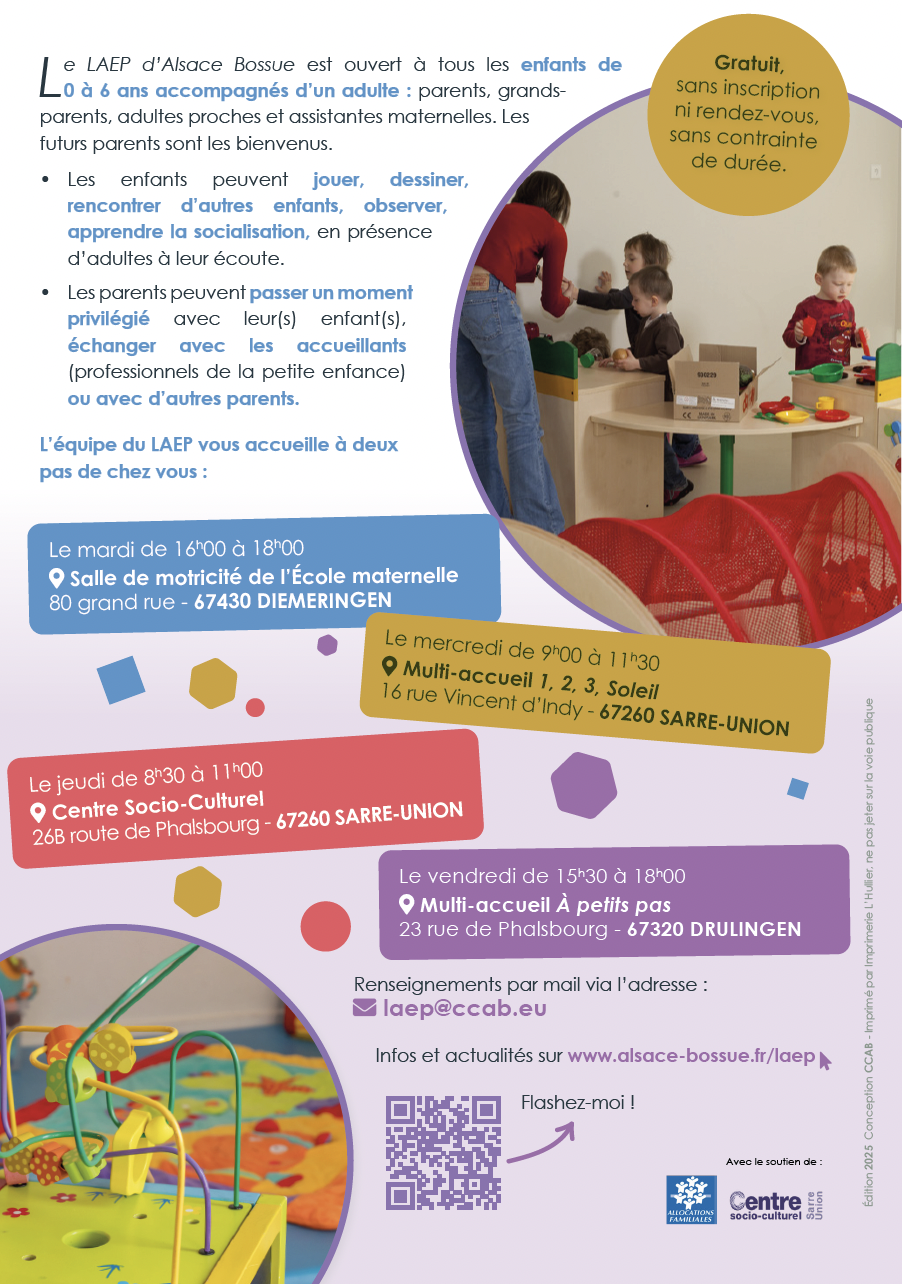 Le LAEP d'Alsace Bossue est ouvert à tous les enfants de
0 à 6 ans accompagnés d'un adulte : parents, grands-
parents, adultes proches et assistantes maternelles. Les
futurs parents sont les bienvenus.
• Les enfants peuvent jouer, dessiner,
rencontrer d'autres enfants, observer,
apprendre la socialisation, en présence
d'adultes à leur écoute.
• Les parents peuvent passer un moment
privilégié avec leur(s) enfant(s),
échanger avec les accueillants
(professionnels de la petite enfance)
ou avec d'autres parents.
L'équipe du LAEP vous accueille à deux
pas de chez vous :
Gratuit,
sans inscription
ni rendez-vous,
sans contrainte
de durée.
Le mardi de 16h00 à 18h00
Salle de motricité de l'École maternelle
80 grand rue - 67430 DIEMERINGEN
Le mercredi de 9h00 à 11h30
Multi-accueil 1, 2, 3, Soleil
16 rue Vincent d'Indy - 67260 SARRE-UNION
Le jeudi de 8h30 à 11h00
Centre Socio-Culturel
26B route de Phalsbourg - 67260 SARRE-UNION
Le vendredi de 15h30 à 18h00
Multi-accueil À petits pas
23 rue de Phalsbourg - 67320 DRULINGEN
Renseignements par mail via l'adresse :
laep@ccab.eu
Infos et actualités sur www.alsace-bossue.fr/laep
Flashez-moi !
Avec le soutien de :
ALLOCATIONS
FAMILIALES
Centre
socio-culturel
Sarre
Union
Édition 2025 Conception CCAB - Imprimé par Imprimerie L'Huillier, ne pas jeter sur la voie publique